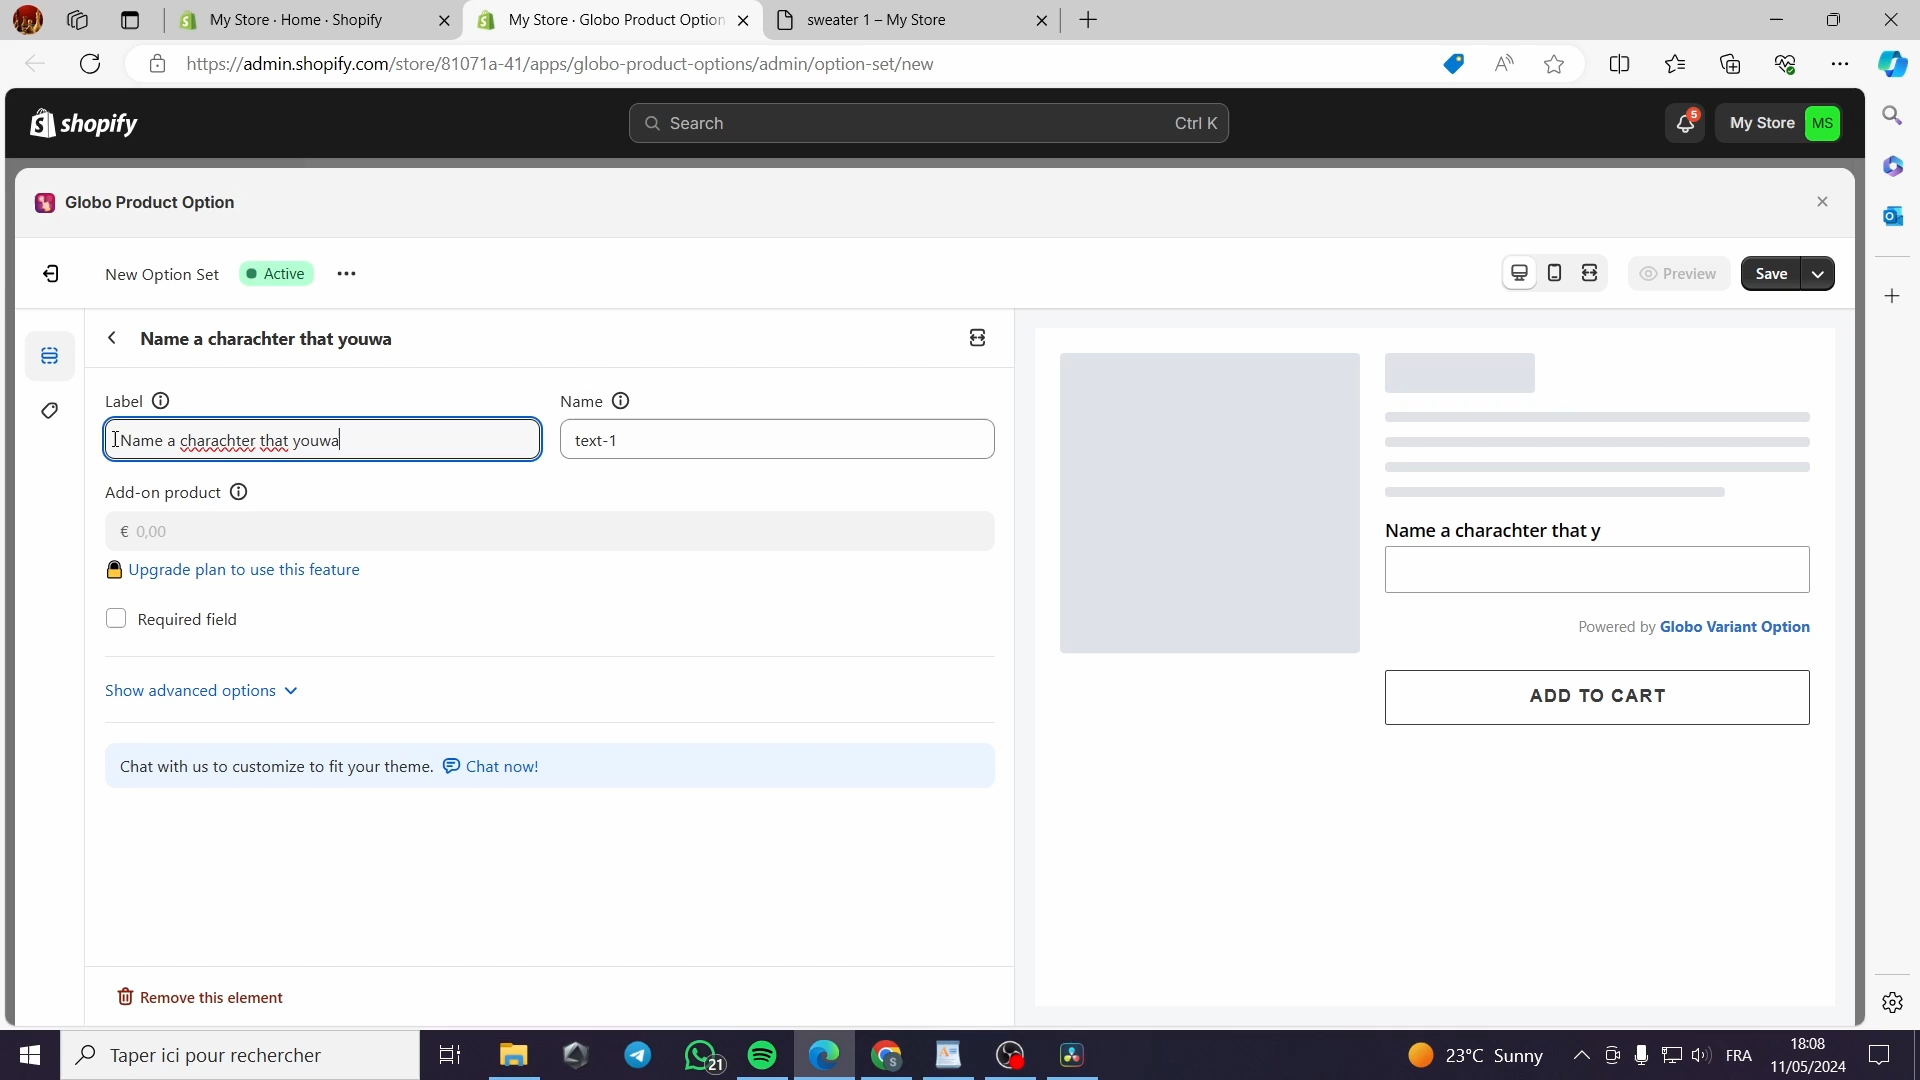 My Store · Home · Shopify
My Store · Globo Product Option
sweater 1 – My Store
https://admin.shopify.com/store/81071a-41/apps/globo-product-options/admin/option-set/new
shopify
Search
Ctrl K
5
My Store
MS
Globo Product Option
New Option Set
Active
Preview
Save
Name a charachter that youwa
Label
Name
Name a charachter that youwa
text-1
Add-on product
€ 0,00
Upgrade plan to use this feature
Required field
Show advanced options
Chat with us to customize to fit your theme. Chat now!
Remove this element
Name a charachter that y
Powered by Globo Variant Option
ADD TO CART
Taper ici pour rechercher
21
23°C Sunny
FRA
18:08
11/05/2024